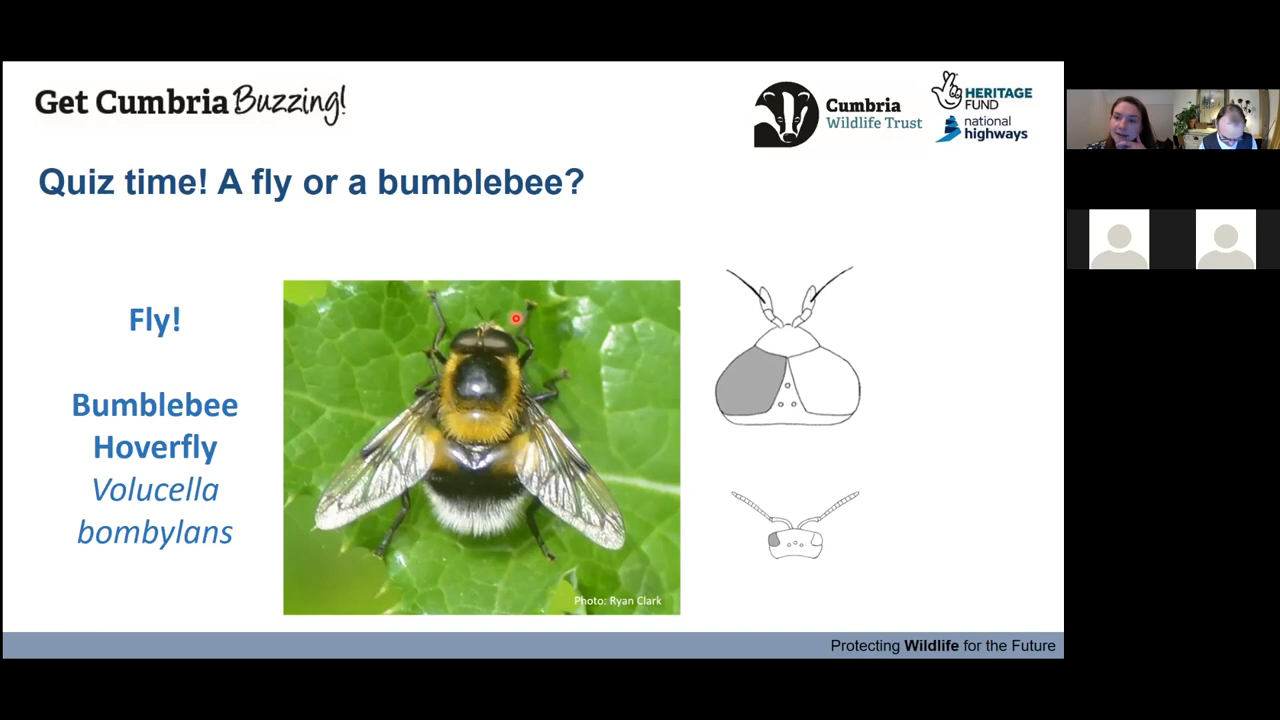 Get Cumbria Buzzing!
Cumbria
Wildlife Trust
HERITAGE
FUND
national
highways
Quiz time! A fly or a bumblebee?
Fly!
Bumblebee
Hoverfly
Volucella
bombylans
Photo: Ryan Clark
Protecting Wildlife for the Future